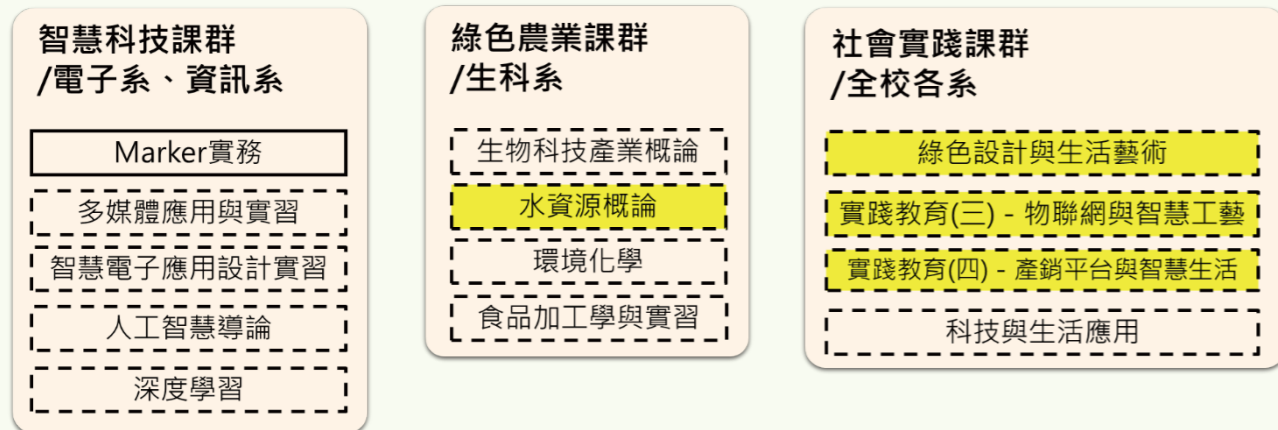 智慧科技課群
/電子系、資訊系
Marker實務
多媒體應用與實習
智慧電子應用設計實習
人工智慧導論
深度學習
綠色農業課群
/生科系
生物科技產業概論
水資源概論
環境化學
食品加工學與實習
社會實踐課群
/全校各系
綠色設計與生活藝術
實踐教育(三) - 物聯網與智慧工藝
實踐教育(四) - 產銷平台與智慧生活
科技與生活應用